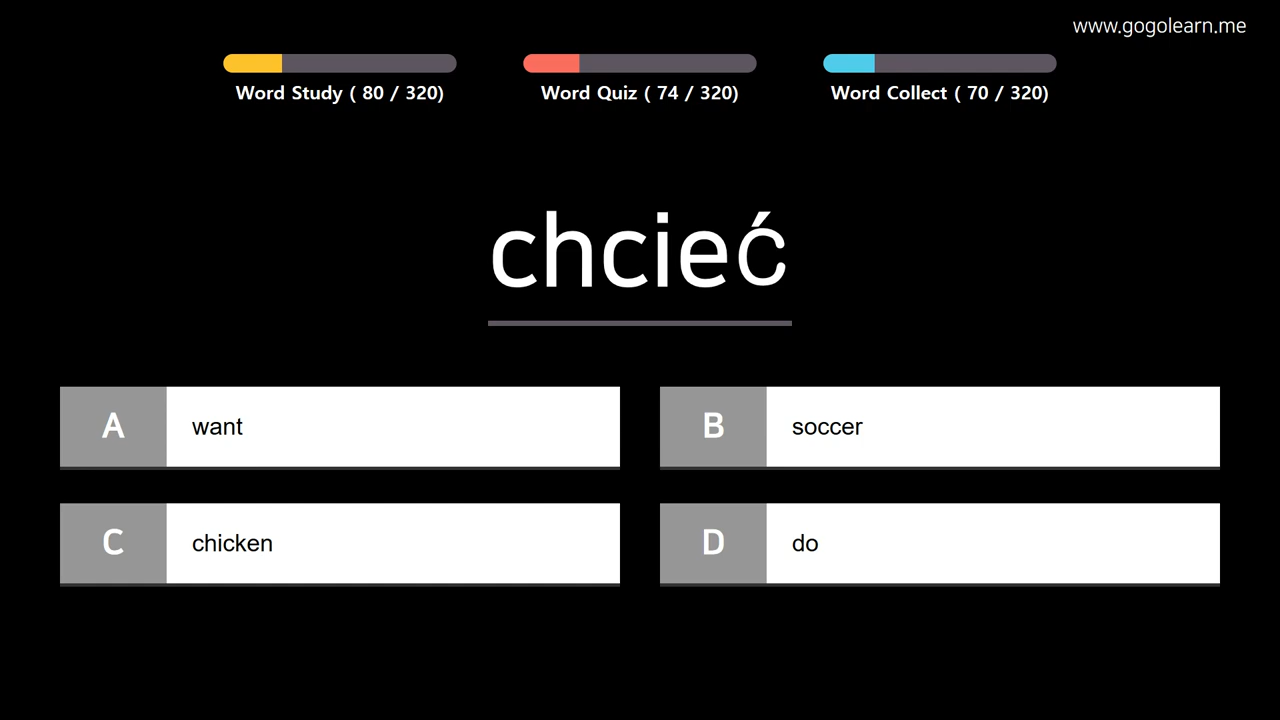 www.gogolearn.me
Word Study ( 80 / 320)
Word Quiz ( 74 / 320)
Word Collect ( 70 / 320)
chcieć
A want
B soccer
C chicken
D do